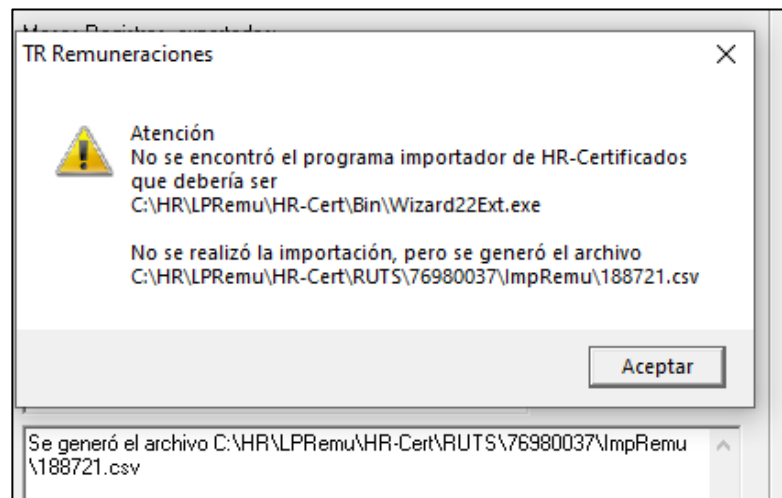 TR Remuneraciones
Atención
No se encontró el programa importador de HR-Certificados
que debería ser
C:\HR\LPRemu\HR-Cert\Bin\Wizard22Ext.exe
No se realizó la importación, pero se generó el archivo
C:\HR\LPRemu\HR-Cert\RUTS\76980037\ImpRemu\188721.csv
Aceptar
Se generó el archivo C:\HR\LPRemu\HR-Cert\RUTS\76980037\ImpRemu
\188721.csv